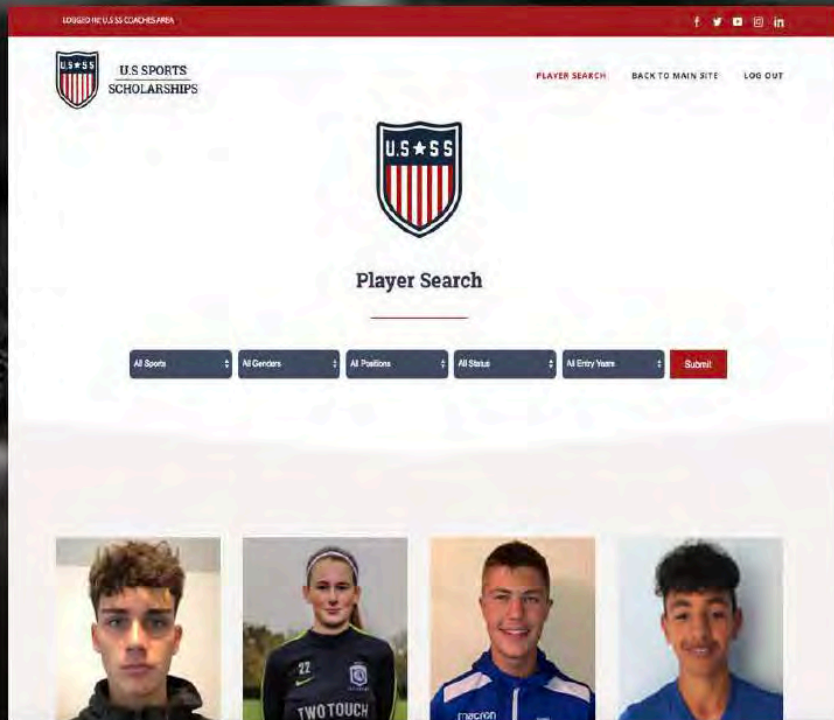 LOGGED IN: U.S SS COACHES AREA
U.S★SS
U.S SPORTS
SCHOLARSHIPS
PLAYER SEARCH
BACK TO MAIN SITE
LOG OUT
U.S★SS
Player Search
All Sports
All Genders
All Positions
All Status
All Entry Years
Submit
22
TWO TOUCH
macron